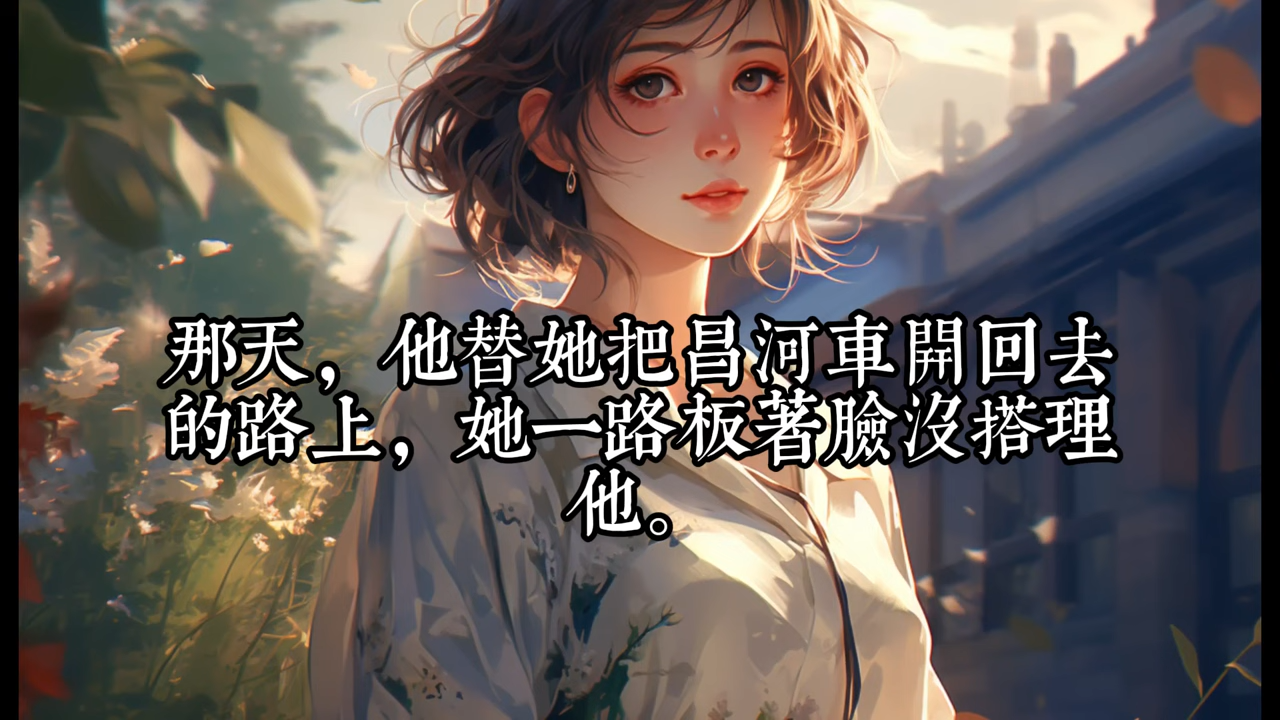 那天，他替她把昌河車開回去
的路上，她一路板著臉沒搭理
他。